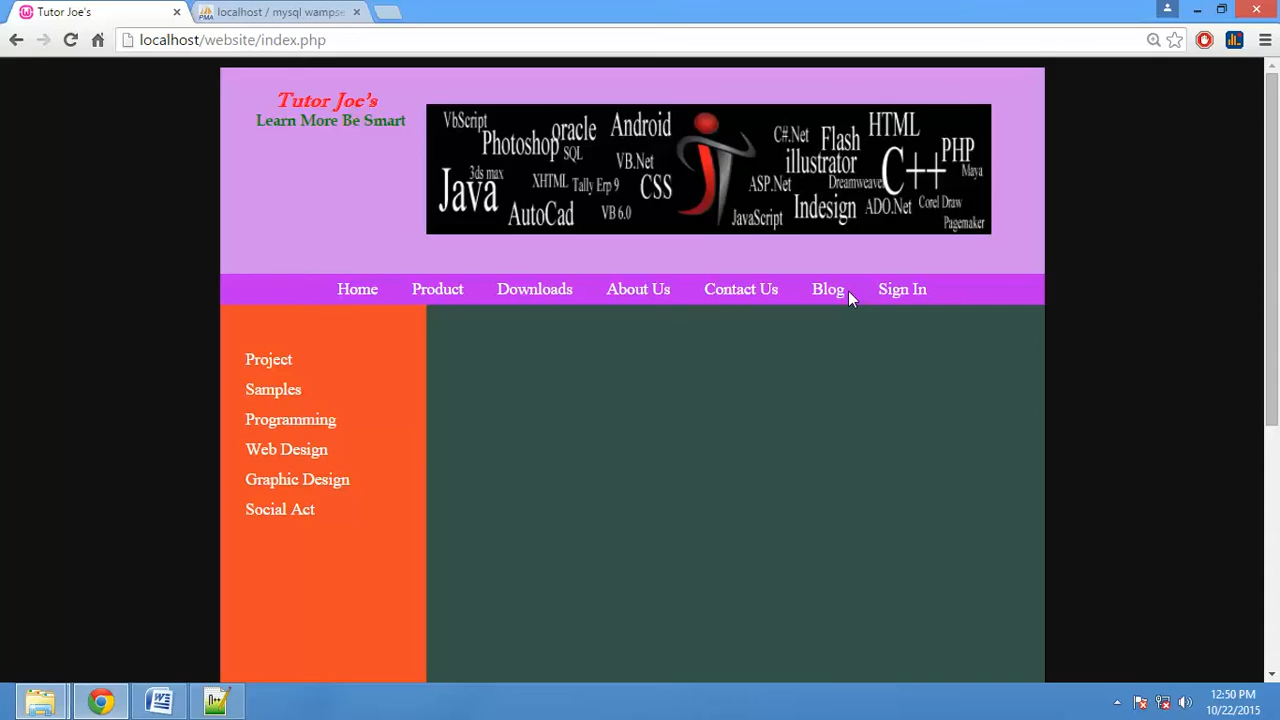 Tutor Joe's
localhost / mysql wampse
localhost/website/index.php
Tutor Joe's
Learn More Be Smart
VbScript
Photoshop
oracle
SQL
Android
VB.Net
3ds max
Java
XHTML
Tally Erp 9
CSS
AutoCad
VB 6.0
C#.Net
Flash
HTML
illustrator
C++
PHP
Maya
ASP.Net
Dreamweaver
JavaScript
Indesign
ADO.Net
Corel Draw
Pagemaker
Home Product Downloads About Us Contact Us Blog Sign In
Project
Samples
Programming
Web Design
Graphic Design
Social Act
12:50 PM
10/22/2015